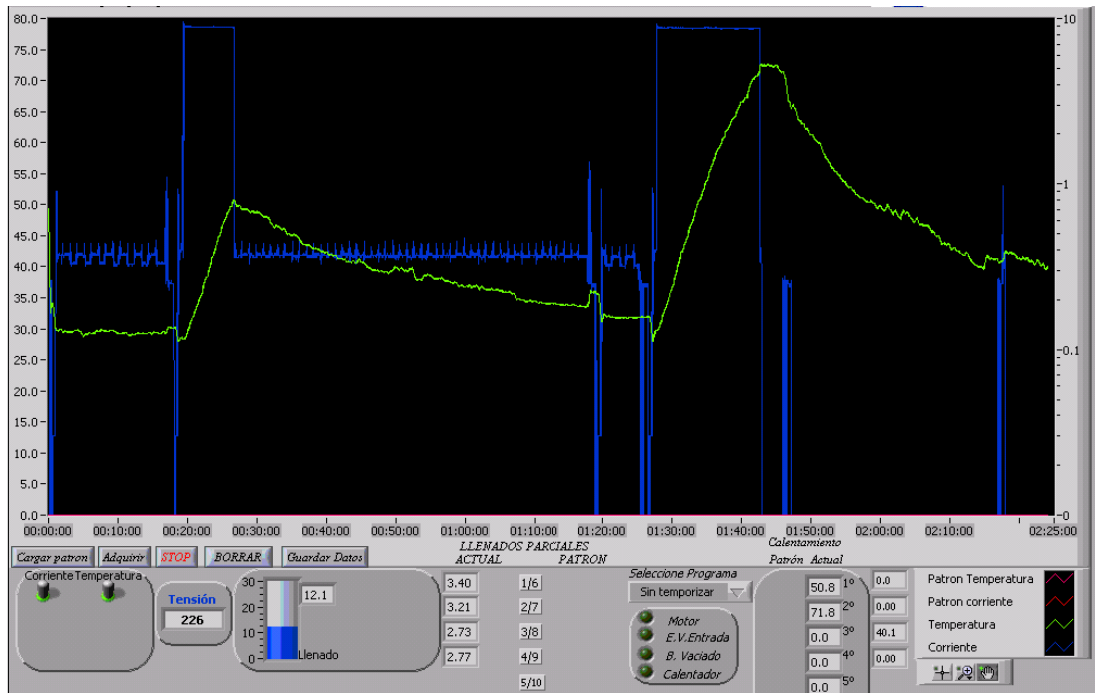 80.0
75.0
70.0
65.0
60.0
55.0
50.0
45.0
40.0
35.0
30.0
25.0
20.0
15.0
10.0
5.0
0.0
10
1
0.1
0
00:00:00 00:10:00 00:20:00 00:30:00 00:40:00 00:50:00 01:00:00 01:10:00 01:20:00 01:30:00 01:40:00 01:50:00 02:00:00 02:10:00 02:25:00
Cargar patron Adquirir STOP BORRAR Guardar Datos
LLENADOS PARCIALES
ACTUAL PATRON
Calentamiento
Patrón Actual
Corriente Temperatura
Tensión
226
30
20
10
0
12.1
Llenado
3.40 1/6
3.21 2/7
2.73 3/8
2.77 4/9
5/10
Seleccione Programa
Sin temporizar
Motor
E.V.Entrada
B. Vaciado
Calentador
50.8 1º 0.0
71.8 2º 0.00
0.0 3º 40.1
0.0 4º 0.00
0.0 5º
Patron Temperatura
Patron corriente
Temperatura
Corriente